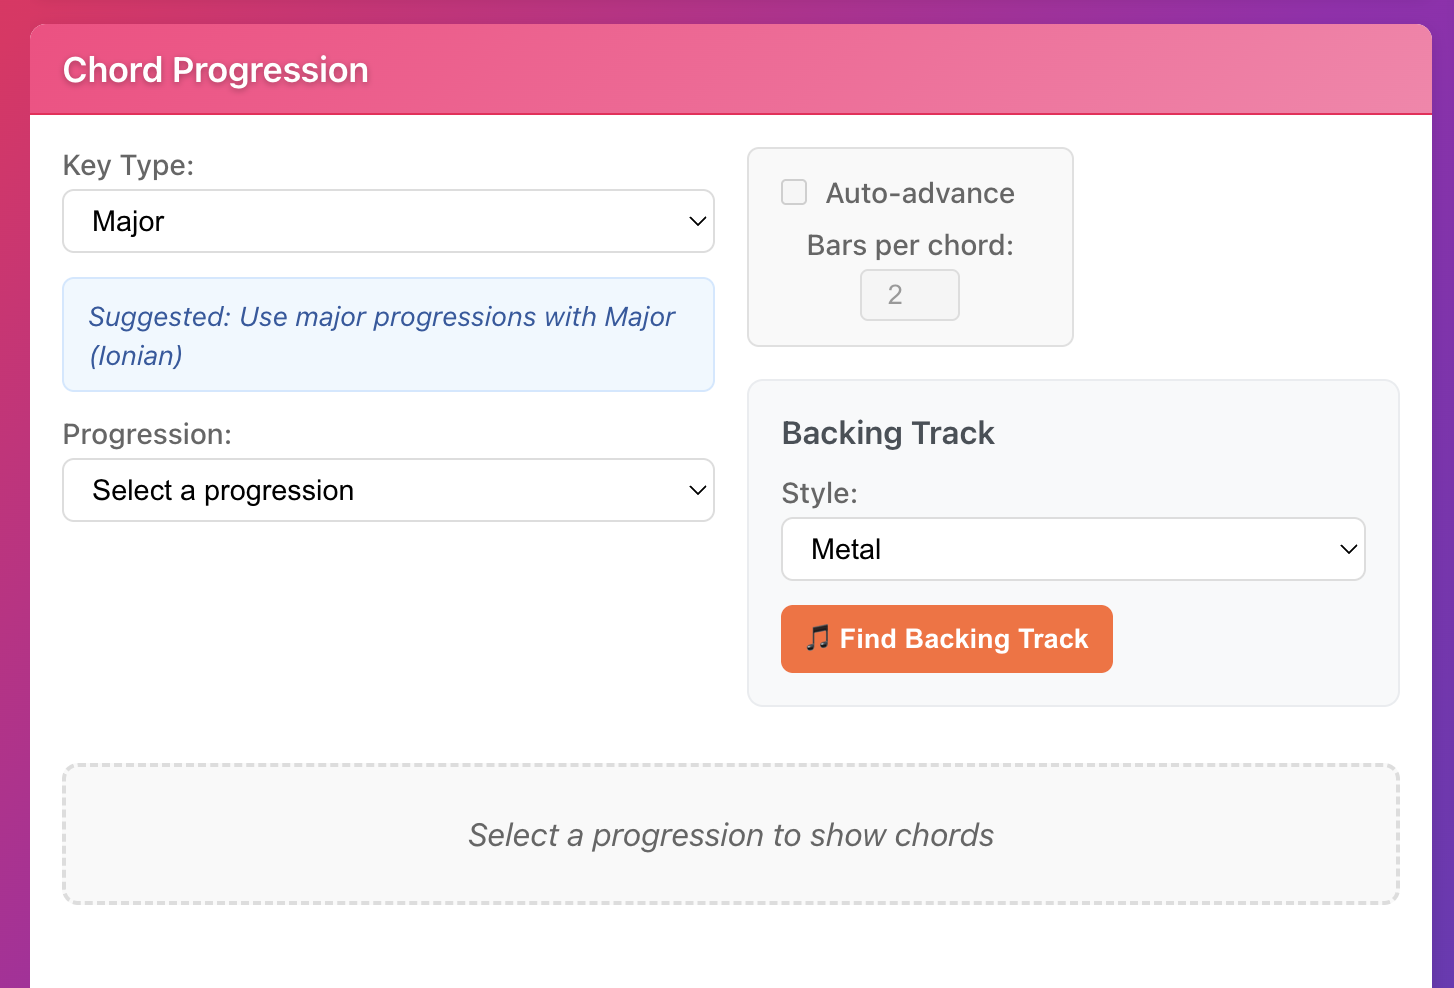 Chord Progression
Key Type:
Major
Suggested: Use major progressions with Major
(Ionian)
Progression:
Select a progression
Auto-advance
Bars per chord:
2
Backing Track
Style:
Metal
🎵 Find Backing Track
Select a progression to show chords